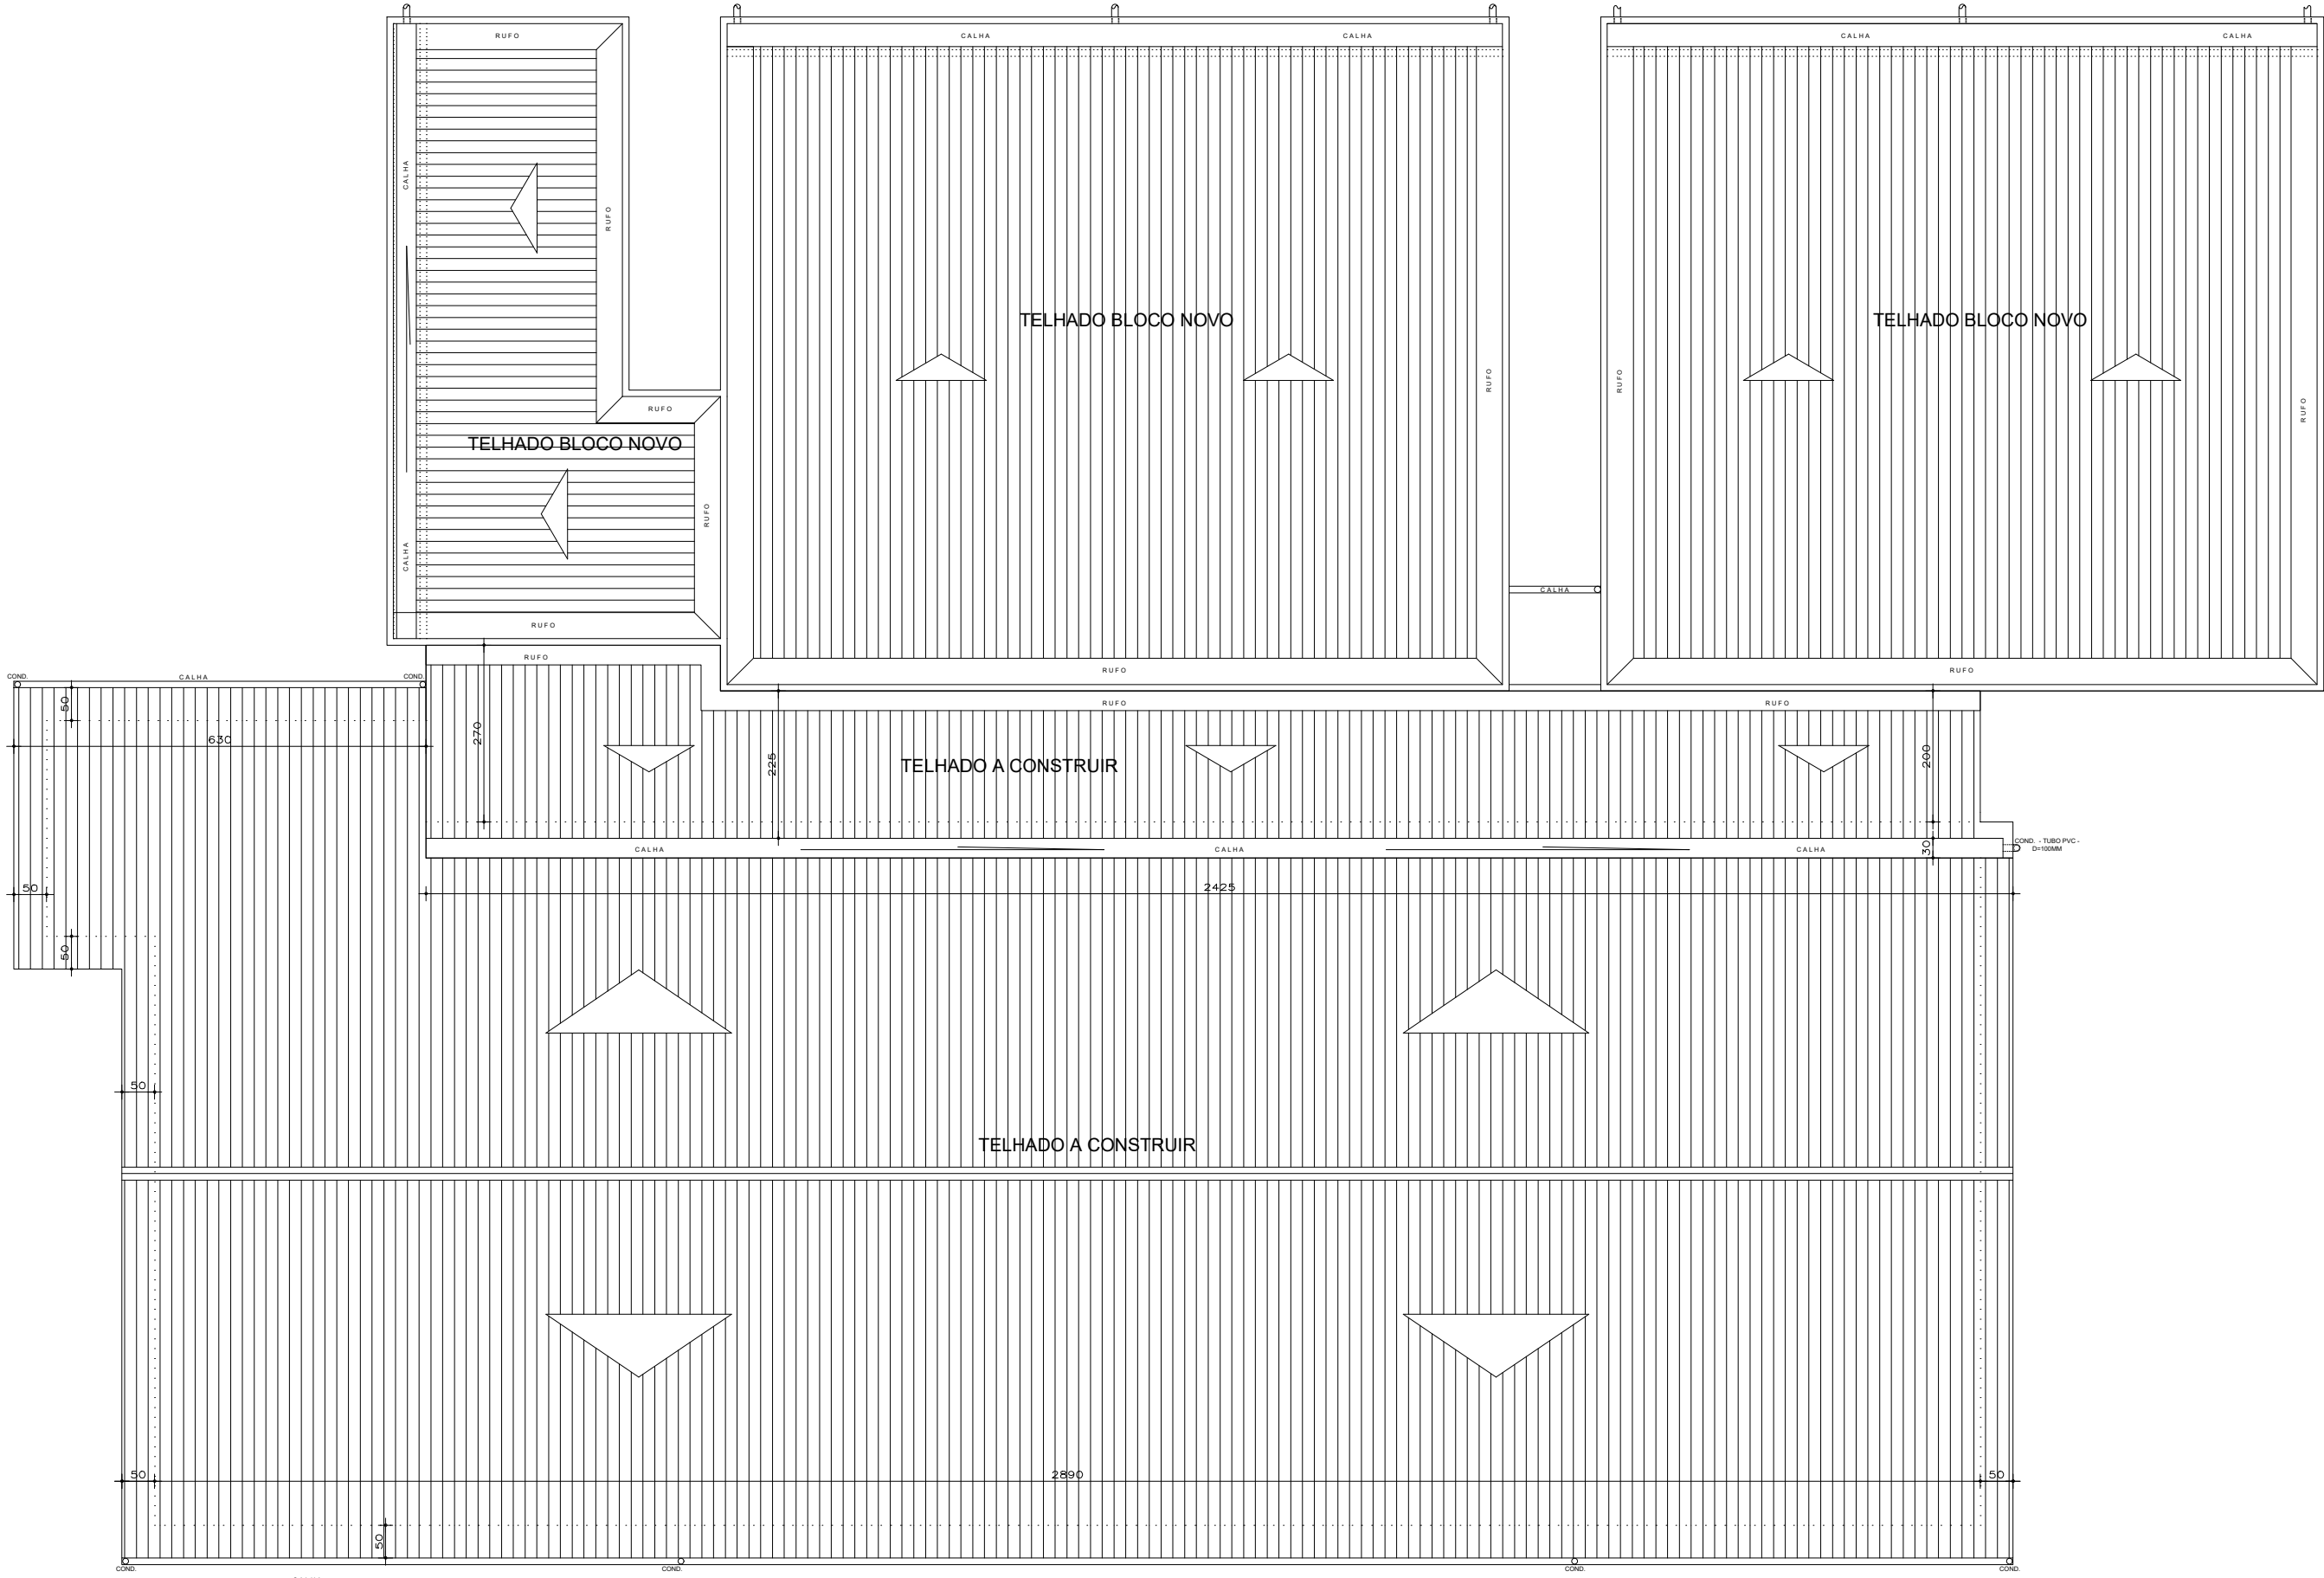 RUFO
CALHA
CALHA
CALHA
CALHA
CALHA
RUFO
TELHADO BLOCO NOVO
TELHADO BLOCO NOVO
RUFO
RUFO
RUFO
RUFO
TELHADO BLOCO NOVO
RUFO
CALHA
CALHA
RUFO
RUFO
RUFO
RUFO
COND.
CALHA
COND.
50
RUFO
RUFO
630
270
225
TELHADO A CONSTRUIR
200
CALHA
CALHA
CALHA
30
COND. - TUBO PVC -
D=100MM
50
2425
50
50
TELHADO A CONSTRUIR
50
2890
50
50
COND.
COND.
COND.
COND.